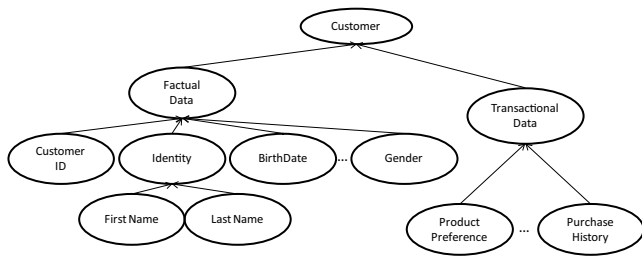 Customer
Factual
Data
Transactional
Data
Customer
ID
Identity
BirthDate
...
Gender
First Name
Last Name
Product
Preference
...
Purchase
History